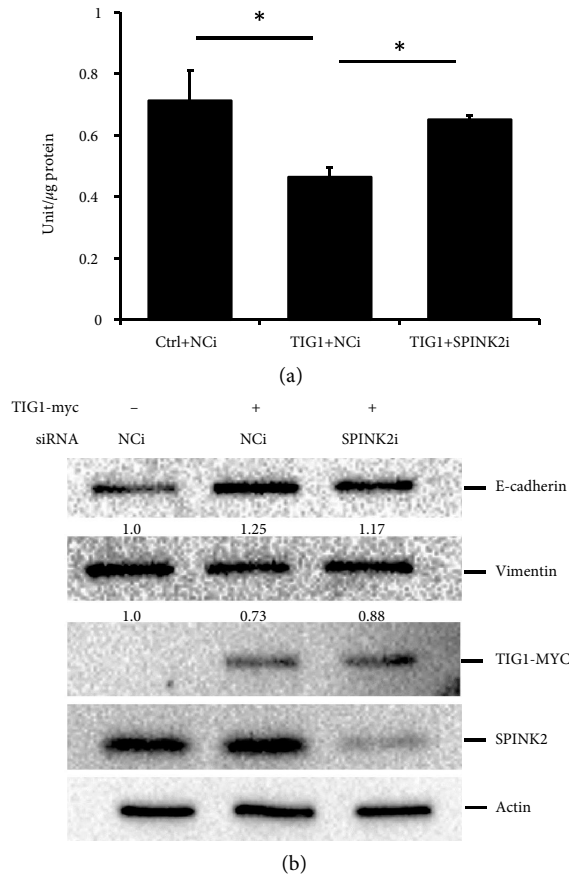 * *
1
0.8
0.6
0.4
0.2
0
Unit/μg protein
Ctrl+NCi TIG1+NCi TIG1+SPINK2i
(a)
TIG1-myc – + +
siRNA NCi NCi SPINK2i
E-cadherin
1.0 1.25 1.17
Vimentin
1.0 0.73 0.88
TIG1-MYC
SPINK2
Actin
(b)